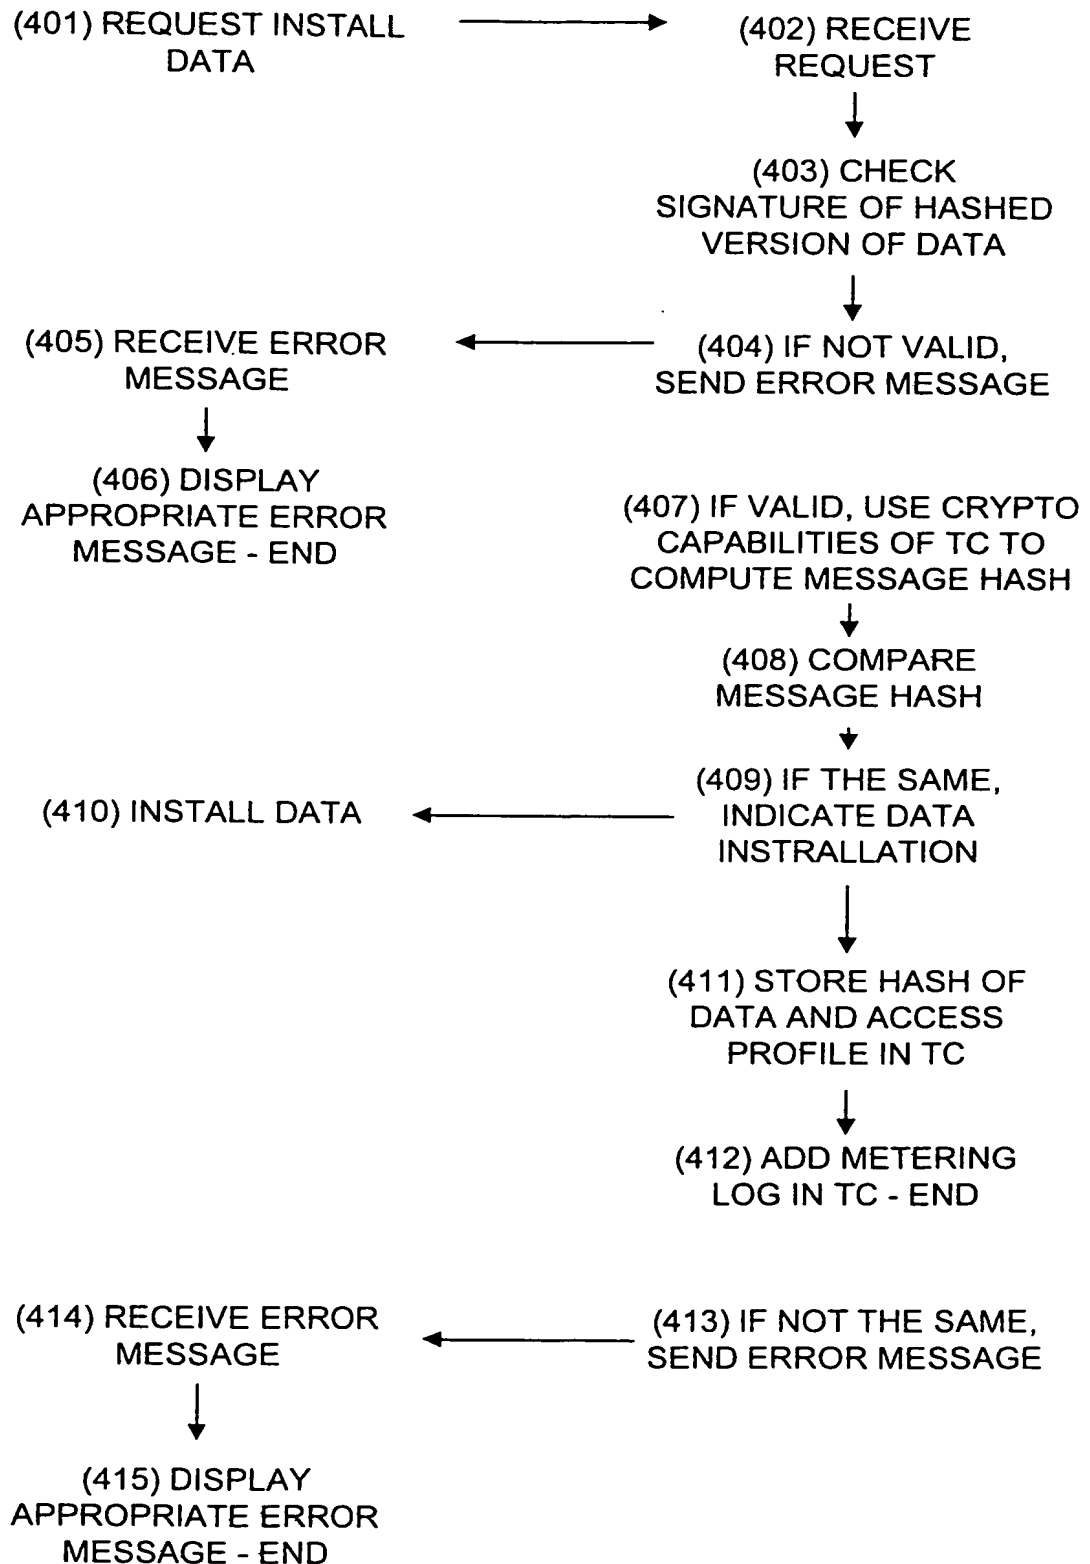 (401) REQUEST INSTALL
DATA
(402) RECEIVE
REQUEST
(403) CHECK
SIGNATURE OF HASHED
VERSION OF DATA
(404) IF NOT VALID,
SEND ERROR MESSAGE
(405) RECEIVE ERROR
MESSAGE
(406) DISPLAY
APPROPRIATE ERROR
MESSAGE - END
(407) IF VALID, USE CRYPTO
CAPABILITIES OF TC TO
COMPUTE MESSAGE HASH
(408) COMPARE
MESSAGE HASH
(409) IF THE SAME,
INDICATE DATA
INSTRALLATION
(410) INSTALL DATA
(411) STORE HASH OF
DATA AND ACCESS
PROFILE IN TC
(412) ADD METERING
LOG IN TC - END
(413) IF NOT THE SAME,
SEND ERROR MESSAGE
(414) RECEIVE ERROR
MESSAGE
(415) DISPLAY
APPROPRIATE ERROR
MESSAGE - END